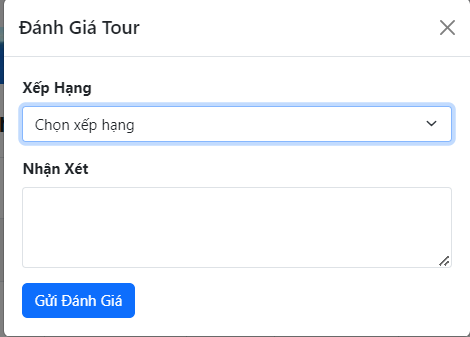 Đánh Giá Tour
Xếp Hạng
Chọn xếp hạng
Nhận Xét
Gửi Đánh Giá